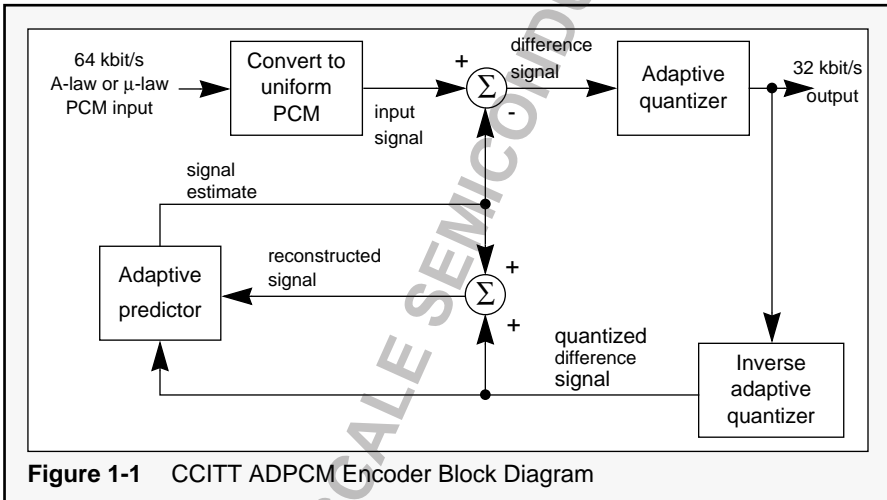 64 kbit/s
A-law or μ-law
PCM input
Convert to
uniform
PCM
input
signal
+
Σ
-
difference
signal
Adaptive
quantizer
32 kbit/s
output
signal
estimate
Adaptive
predictor
reconstructed
signal
+
Σ
+
quantized
difference
signal
Inverse
adaptive
quantizer
SCALE SEMICOND
Figure 1-1 CCITT ADPCM Encoder Block Diagram